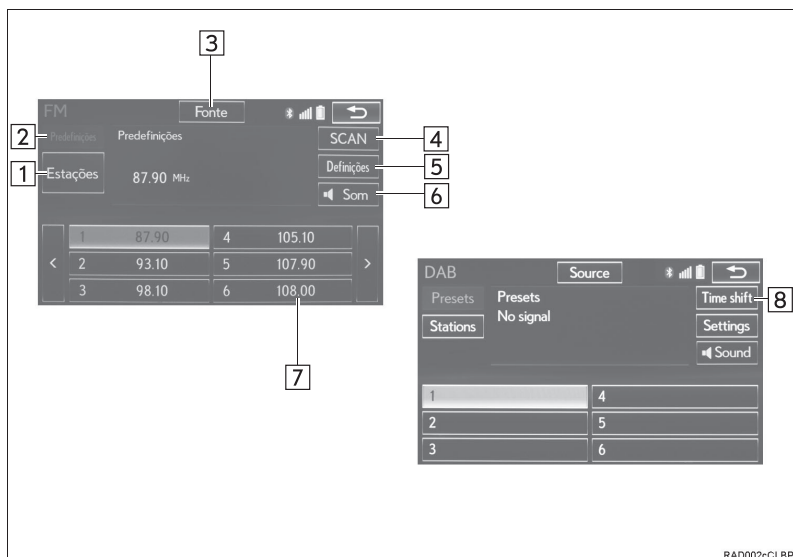 3
FM
Fonte
2
Predefinições
Predefinições
SCAN
4
1
Estações
87.90 MHz
Definições
5
Som
6
1 87.90
4 105.10
< 2 93.10
5 107.90 >
3 98.10
6 108.00
7
DAB
Source
Presets
Presets
Time shift
8
Stations
No signal
Settings
Sound
1
4
2
5
3
6
RAD002cCLBP